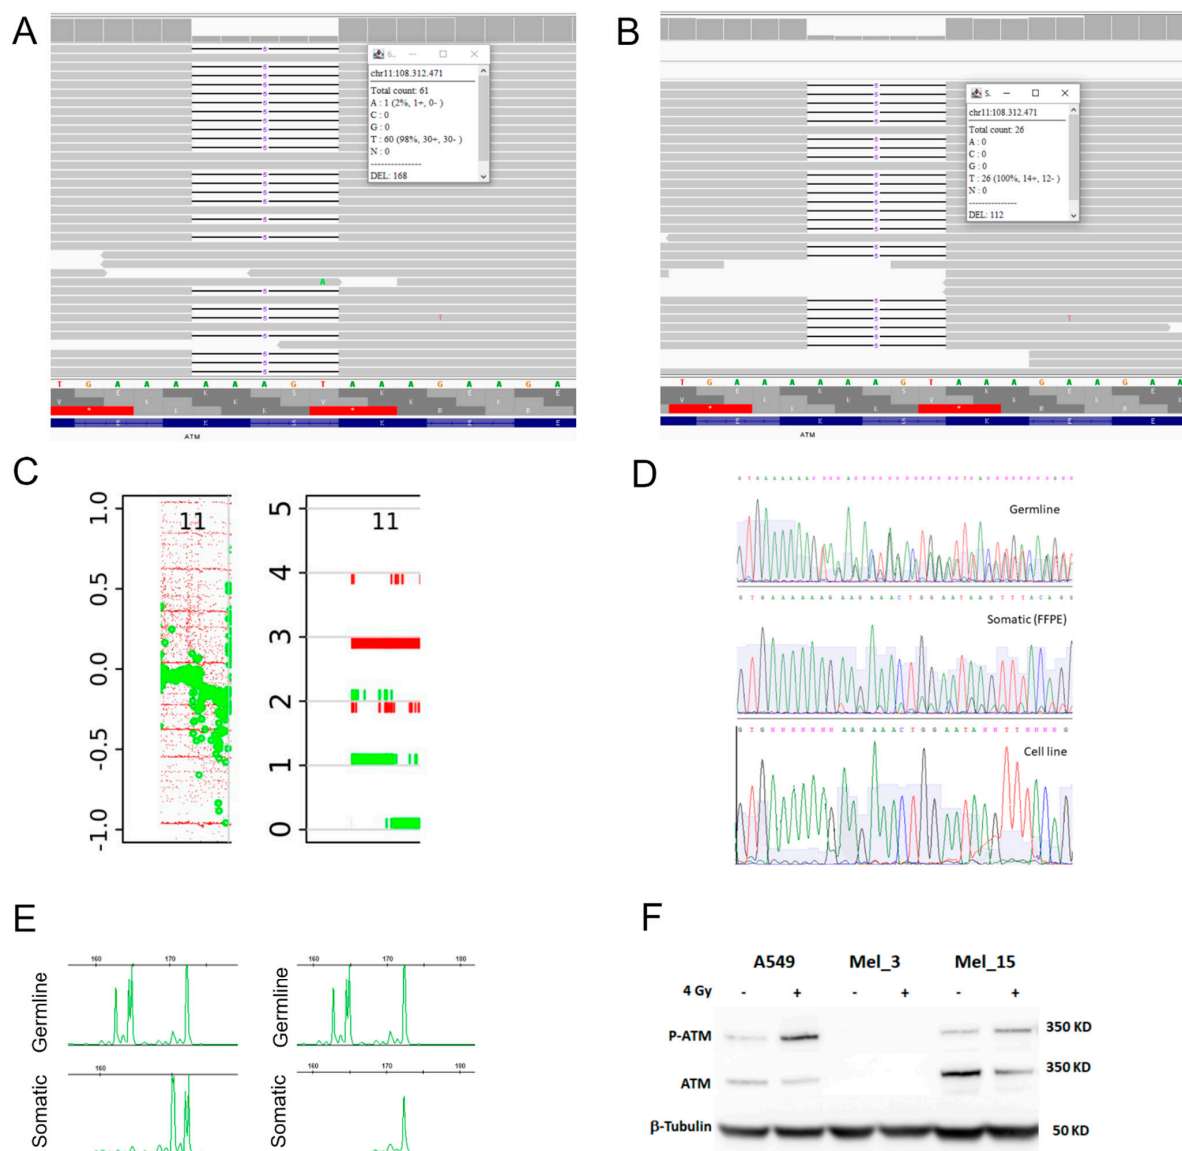 A
6..
chr11:108.312.471
Total count: 61
A : 1 (2%, 1+, 0- )
C : 0
G : 0
T : 60 (98%, 30+, 30- )
N : 0
---------------
DEL: 168
5
A
T
T G A A A A A A G T A A A G A A G A
ATM
B
S.
chr11:108.312.471
Total count: 26
A : 0
C : 0
G : 0
T : 26 (100%, 14+, 12- )
N : 0
---------------
DEL: 112
5
T
T G A A A A A A G T A A A G A A G A A
ATM
C
1.0
0.5
0.0
-0.5
-1.0
11
5
4
3
2
1
0
11
D
Germline
G T G A A A A A A G A A G A A A C T G G A A T A A G T T T A C A G G
Somatic (FFPE)
Cell line
E
Germline
160 170
Germline
160 170 180
Somatic
160 170
Somatic
160 170 180
F
A549 Mel_3 Mel_15
4 Gy - + - + - +
P-ATM 350 KD
ATM 350 KD
β-Tubulin 50 KD